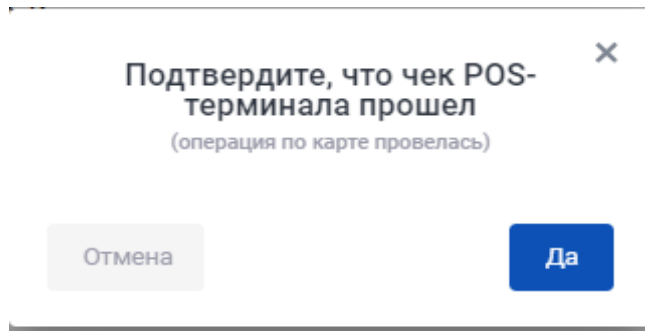 Подтвердите, что чек POS-
терминала прошел
(операция по карте провелась)
Отмена
Да